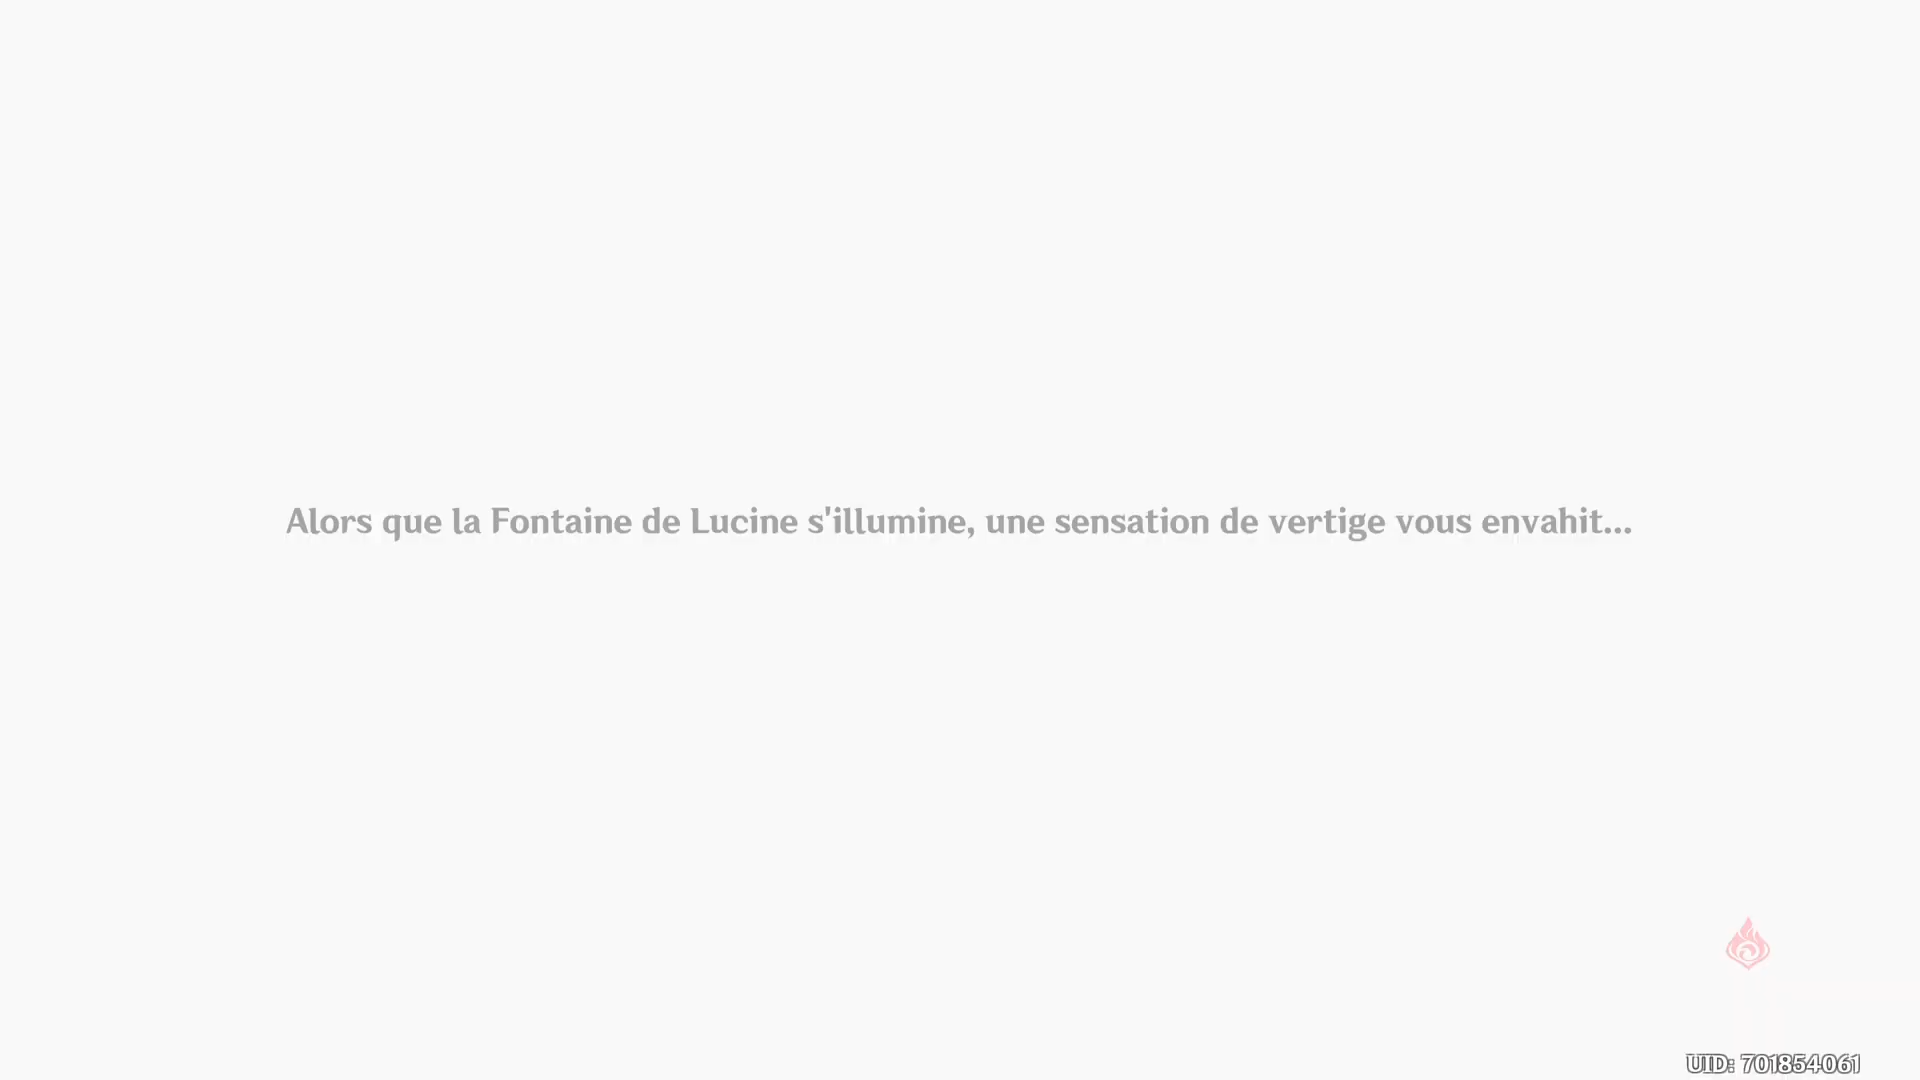 Alors que la Fontaine de Lucine s'illumine, une sensation de vertige vous envahit...
UID: 701854061